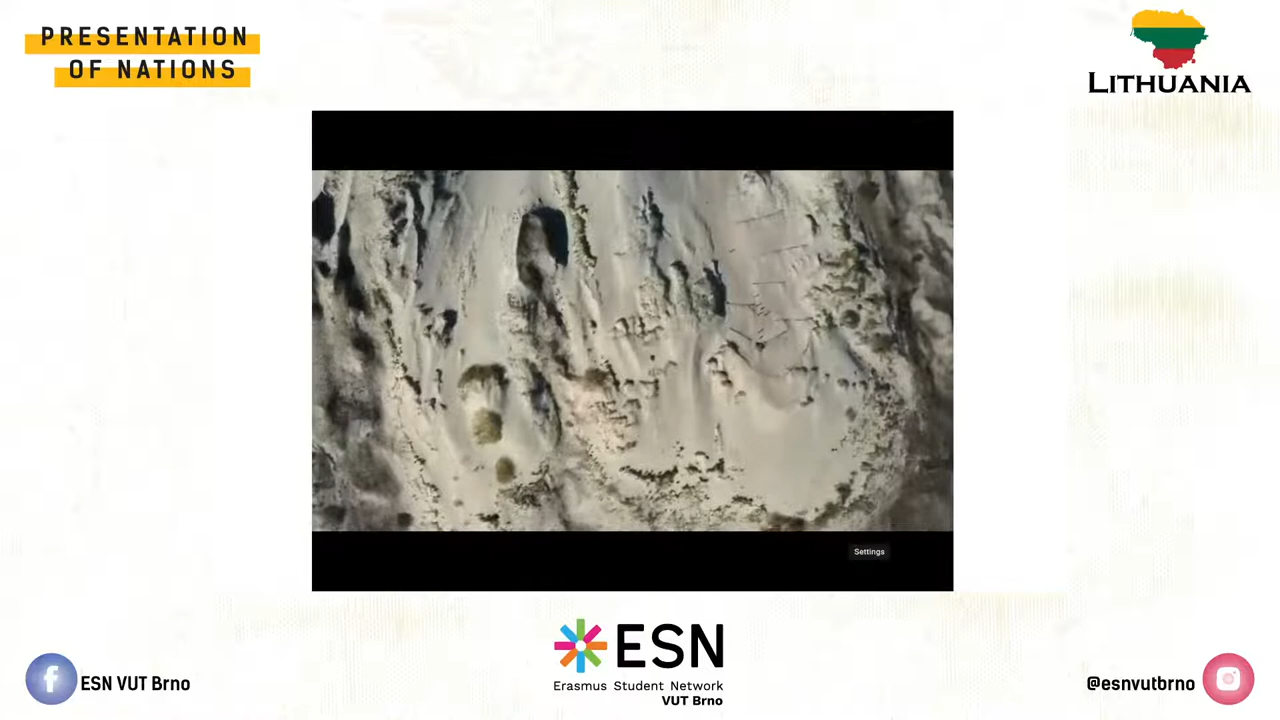 PRESENTATION
OF NATIONS
LITHUANIA
Settings
ESN
Erasmus Student Network
VUT Brno
ESN VUT Brno
@esnvutbrno